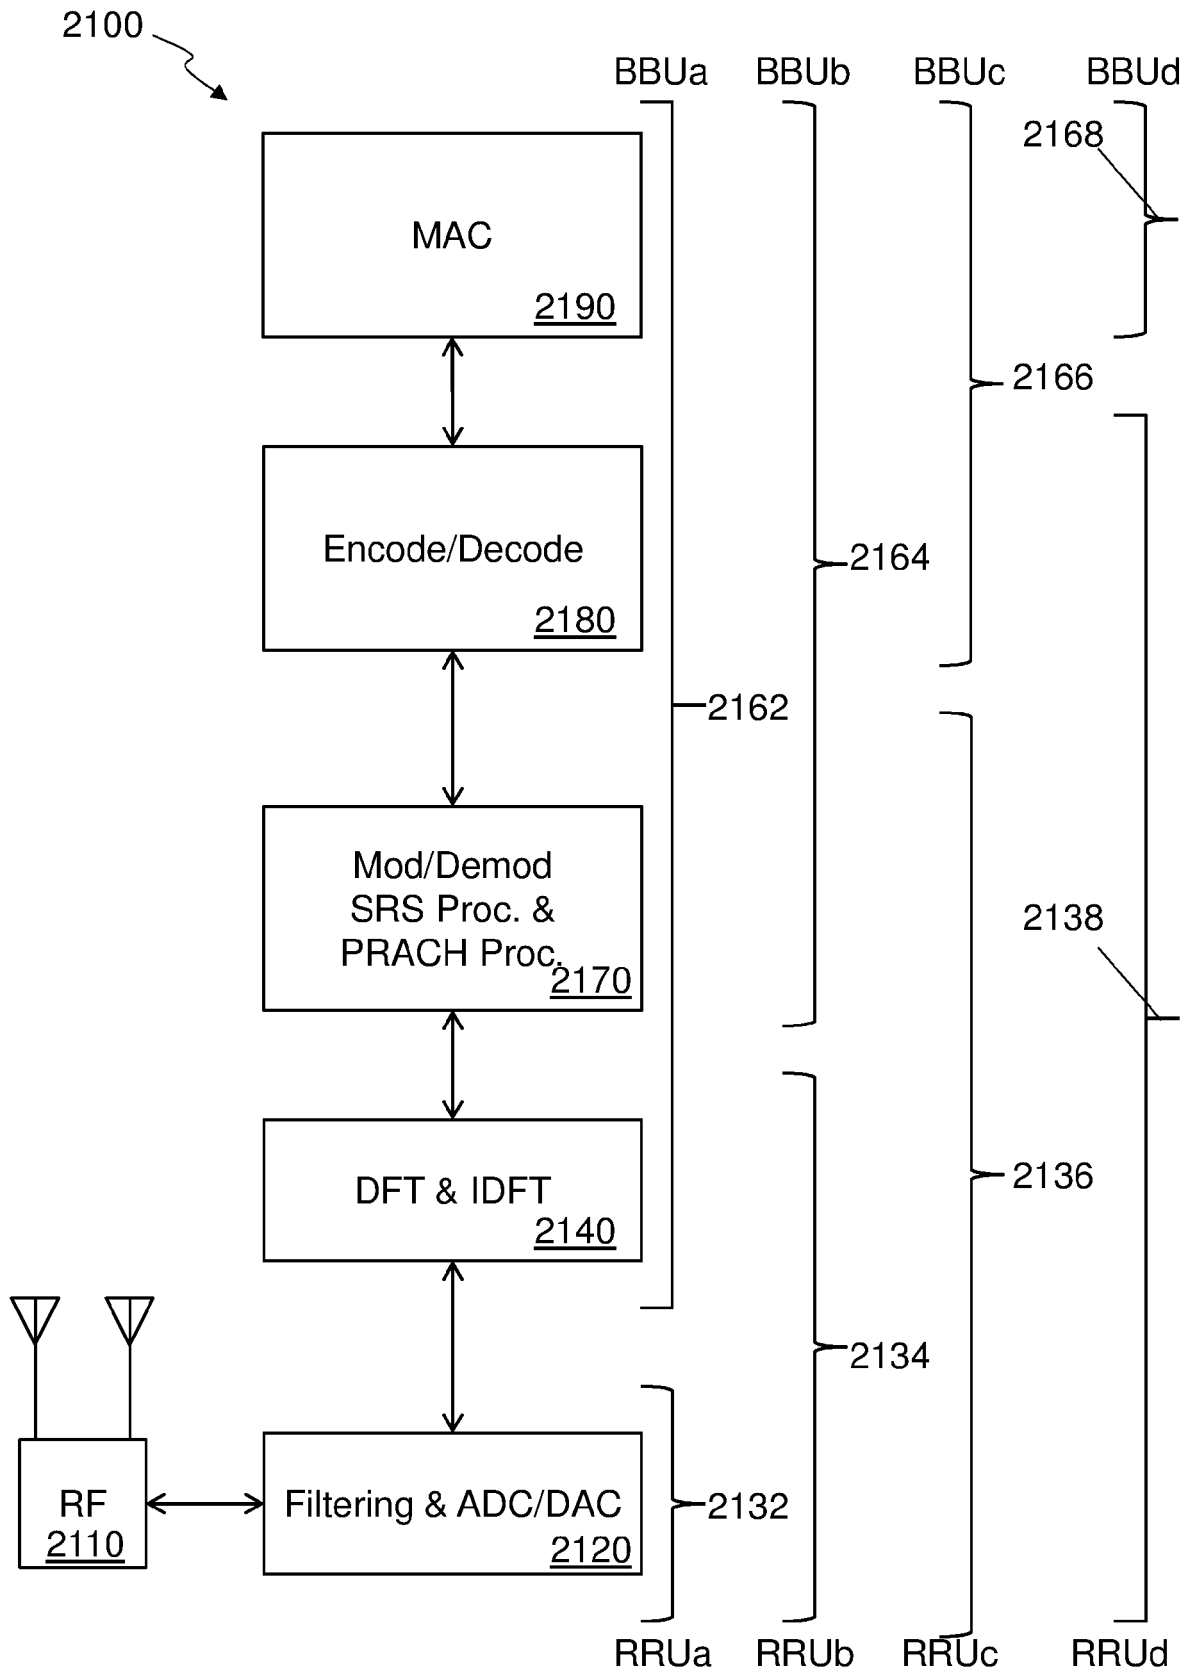 2100
BBUa BBUb BBUc BBUd
2168
MAC
2190
2166
Encode/Decode
2180
2164
2162
Mod/Demod
SRS Proc. &
PRACH Proc.
2170
2138
DFT & IDFT
2140
2136
2134
RF
2110
Filtering & ADC/DAC
2120
2132
RRUa RRUb RRUc RRUd